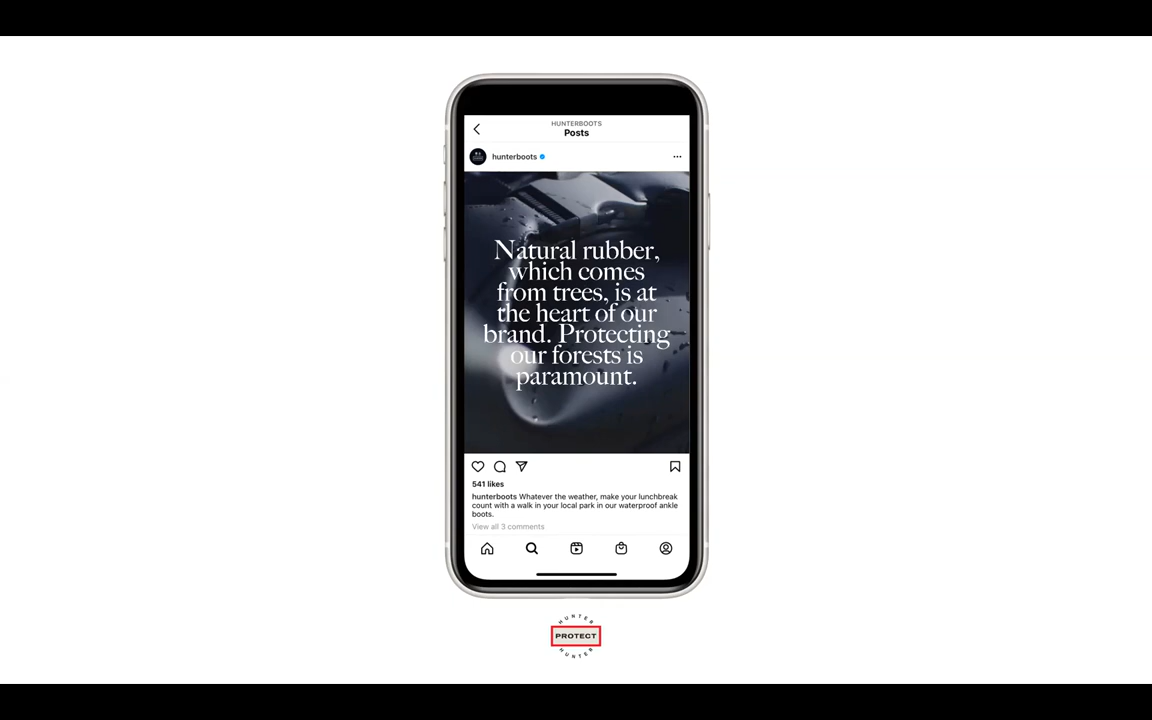 HUNTERBOOTS
Posts
hunterboots
Natural rubber,
which comes
from trees, is at
the heart of our
brand. Protecting
our forests is
paramount.
541 likes
hunterboots Whatever the weather, make your lunchbreak
count with a walk in your local park in our waterproof ankle
boots.
View all 3 comments
HUNTER
PROTECT
HUNTER